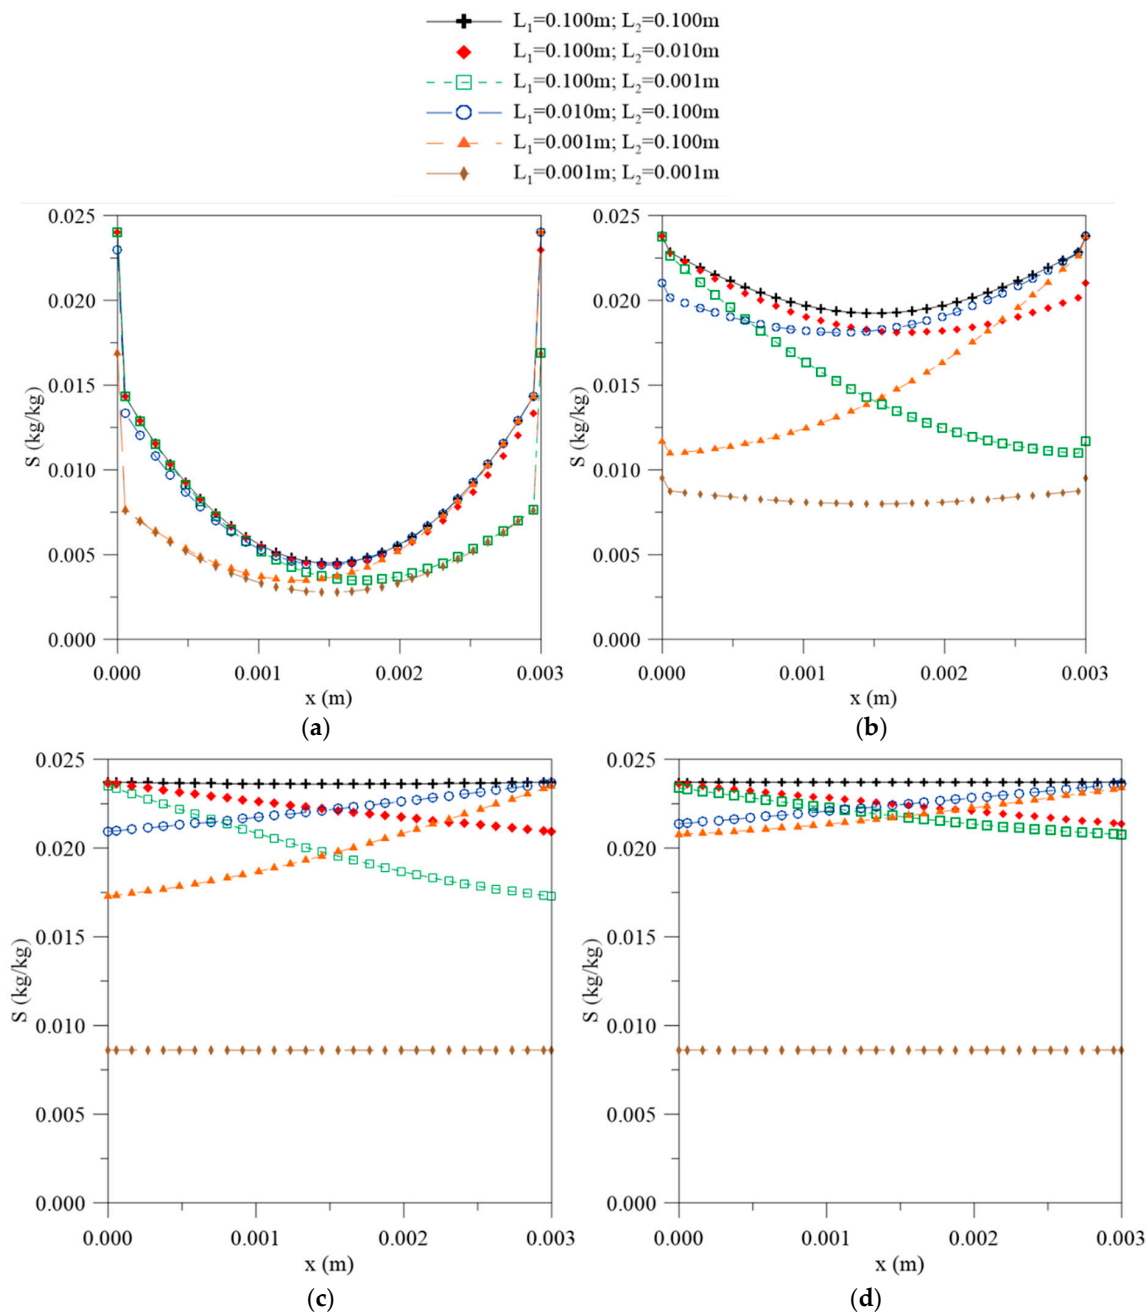 L₁=0.100m; L₂=0.100m
L₁=0.100m; L₂=0.010m
L₁=0.100m; L₂=0.001m
L₁=0.010m; L₂=0.100m
L₁=0.001m; L₂=0.100m
L₁=0.001m; L₂=0.001m
0.025
0.020
0.015
0.010
0.005
0.000
S (kg/kg)
0.000 0.001 0.002 0.003
x (m)
(a)
0.025
0.020
0.015
0.010
0.005
0.000
S (kg/kg)
0.000 0.001 0.002 0.003
x (m)
(b)
0.025
0.020
0.015
0.010
0.005
0.000
S (kg/kg)
0.000 0.001 0.002 0.003
x (m)
(c)
0.025
0.020
0.015
0.010
0.005
0.000
S (kg/kg)
0.000 0.001 0.002 0.003
x (m)
(d)